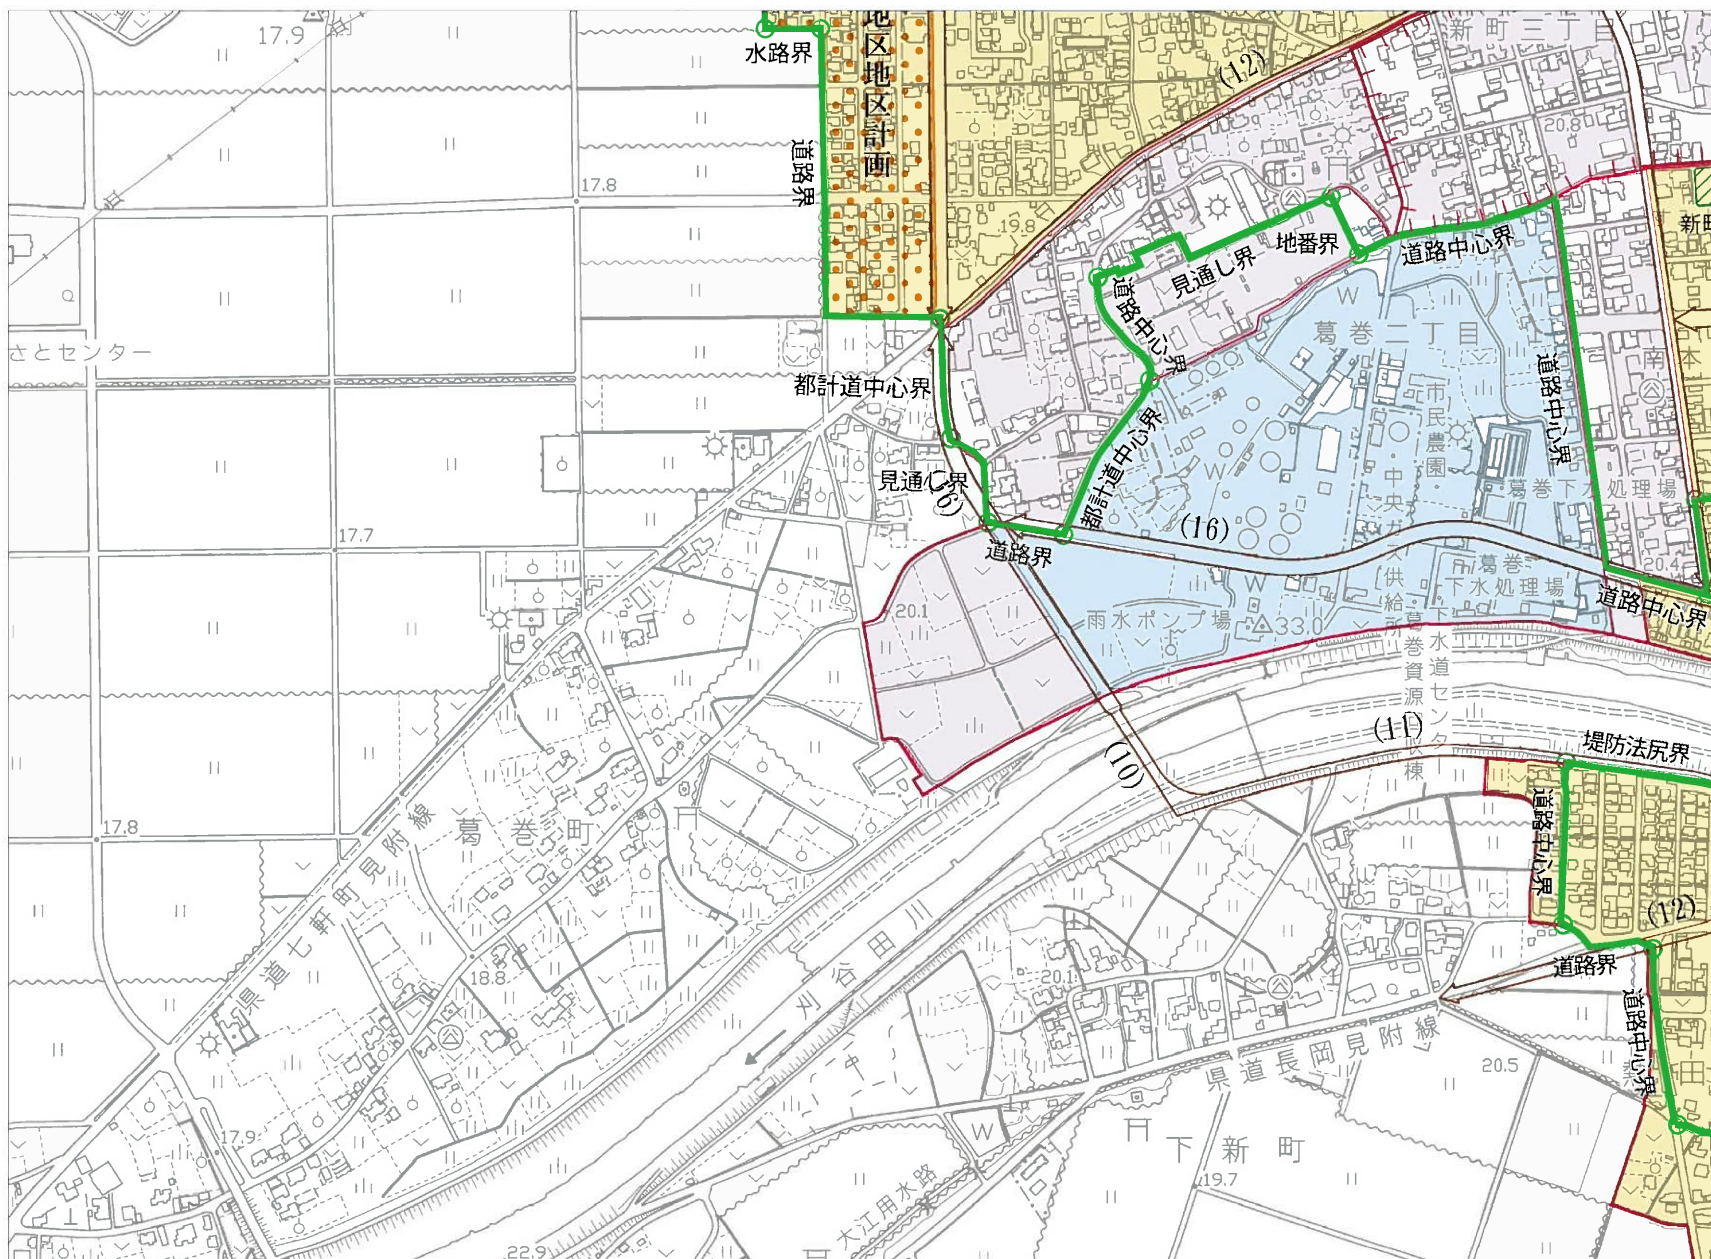 17.9
水路界
地区地区計画
(12)
新町三丁目
道路界
20.8
17.8
19.8
新町
地番界
道路中心界
見通し界
道路中心界
さとセンター
葛巻二丁目
南本
都計道中心界
道路中心界
市民農園
見通し界
(16)
都計道中心界
葛巻下水処理場
(16)
17.7
道路界
中央ガス供給所
葛巻
下水処理場
20.4
道路中心界
20.1
雨水ポンプ場
33.0
葛巻資源
水道センター
(11)
堤防法尻界
(10)
棟
17.8
葛巻町
県道七軒町見附線
道路中心界
(12)
刈谷田川
18.8
20.1
道路界
道路中心界
県道長岡見附線
20.5
田
17.9
下新町
19.7
大江用水路
22.9